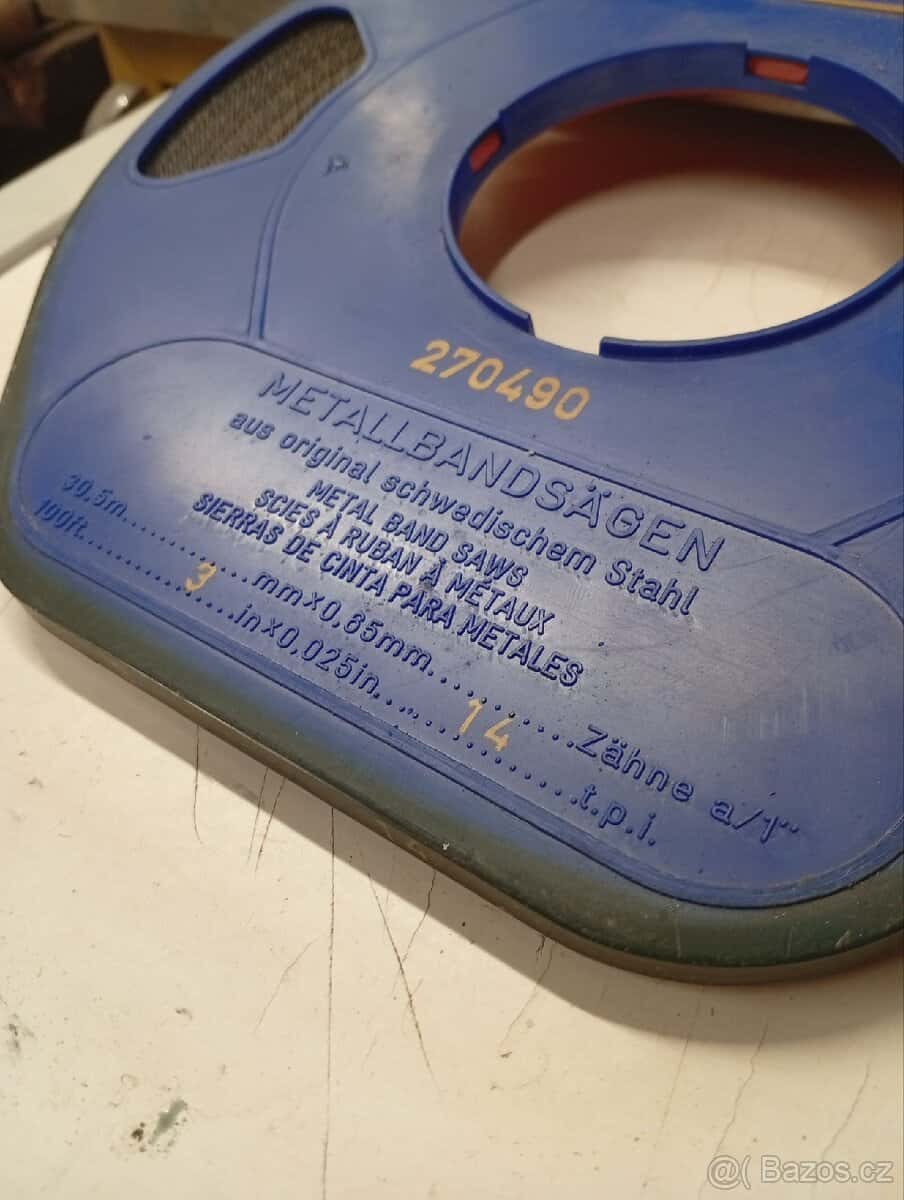 270490
METALLBANDSÄGEN
aus original schwedischem Stahl
METAL BAND SAWS
SCIES À RUBAN À MÉTAUX
SIERRAS DE CINTA PARA METALES
30.5m...............mm×0.65mm...............Zähne a/1"
3 14
100ft...............in×0.025in...............t.p.i.
@( Bazos.cz